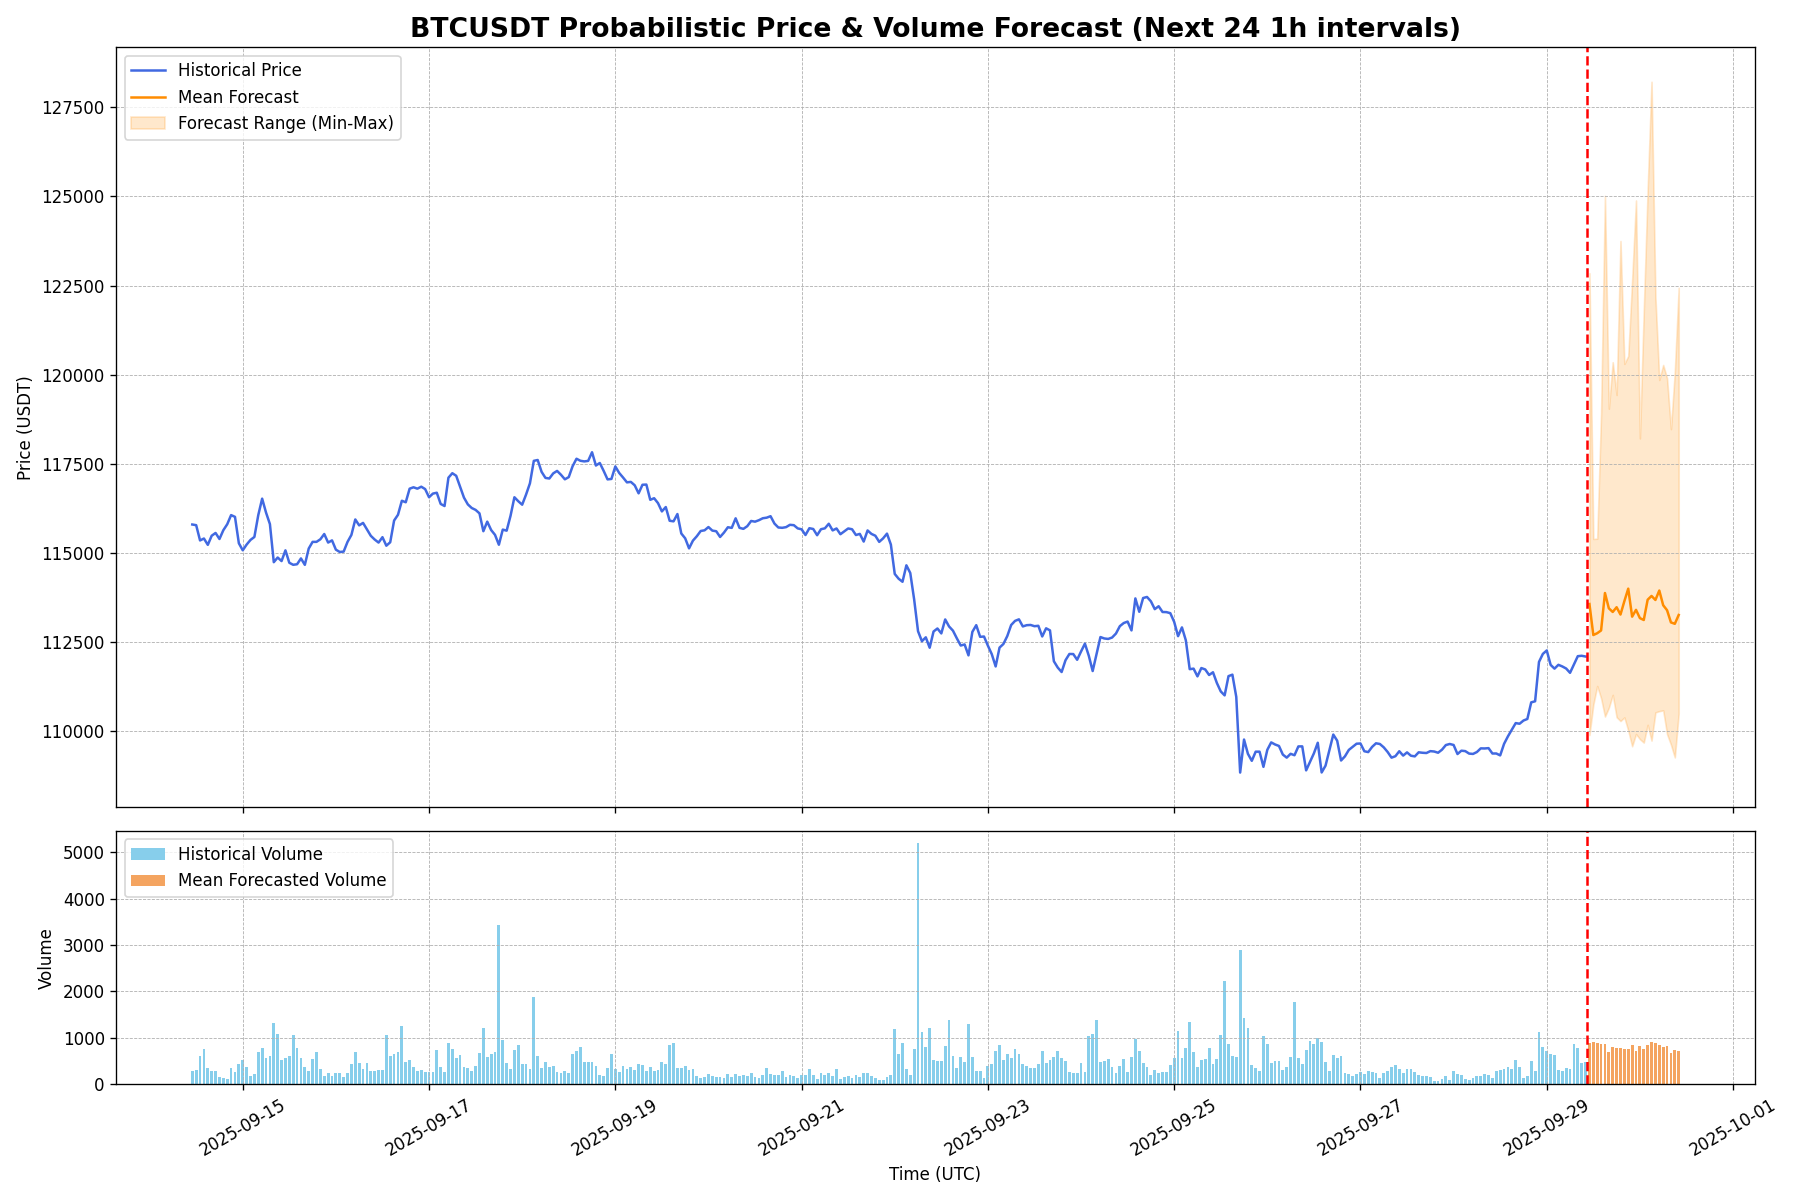 BTCUSDT Probabilistic Price & Volume Forecast (Next 24 1h intervals)
Historical Price
Mean Forecast
Forecast Range (Min-Max)
127500
125000
122500
120000
117500
115000
112500
110000
Price (USDT)
Historical Volume
Mean Forecasted Volume
5000
4000
3000
2000
1000
0
Volume
2025-09-15
2025-09-17
2025-09-19
2025-09-21
2025-09-23
2025-09-25
2025-09-27
2025-09-29
2025-10-01
Time (UTC)